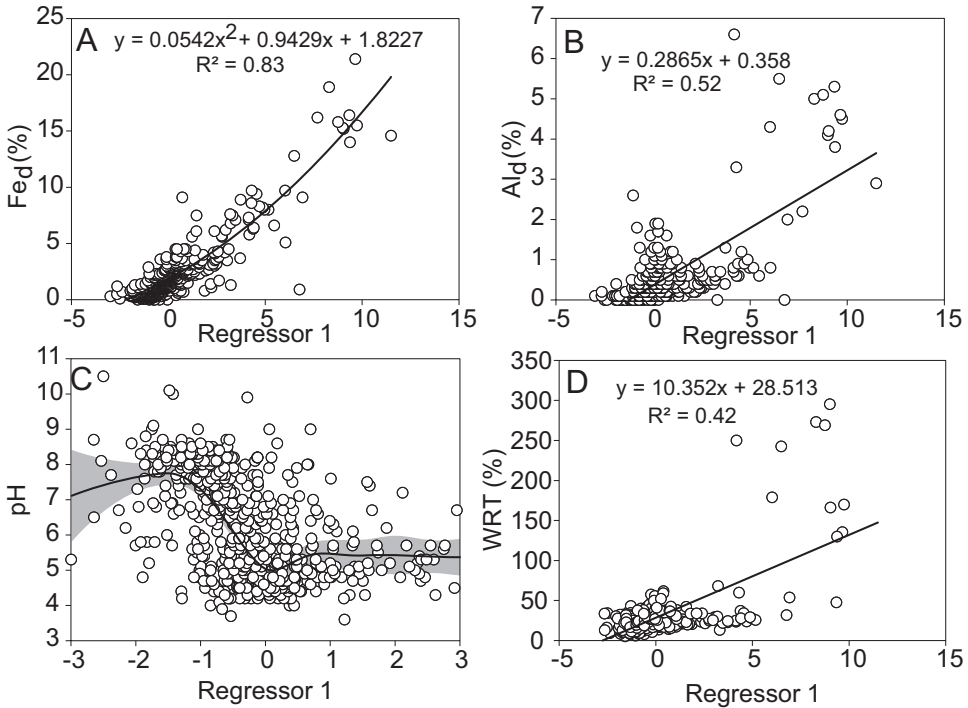 A
y = 0.0542x² + 0.9429x + 1.8227
R² = 0.83
25
20
15
10
5
0
Fed (%)
-5 0 5 10 15
Regressor 1
B
y = 0.2865x + 0.358
R² = 0.52
7
6
5
4
3
2
1
0
Ald (%)
-5 0 5 10 15
Regressor 1
C
11
10
9
8
7
6
5
4
3
pH
-3 -2 -1 0 1 2 3
Regressor 1
D
y = 10.352x + 28.513
R² = 0.42
350
300
250
200
150
100
50
0
WRT (%)
-5 0 5 10 15
Regressor 1